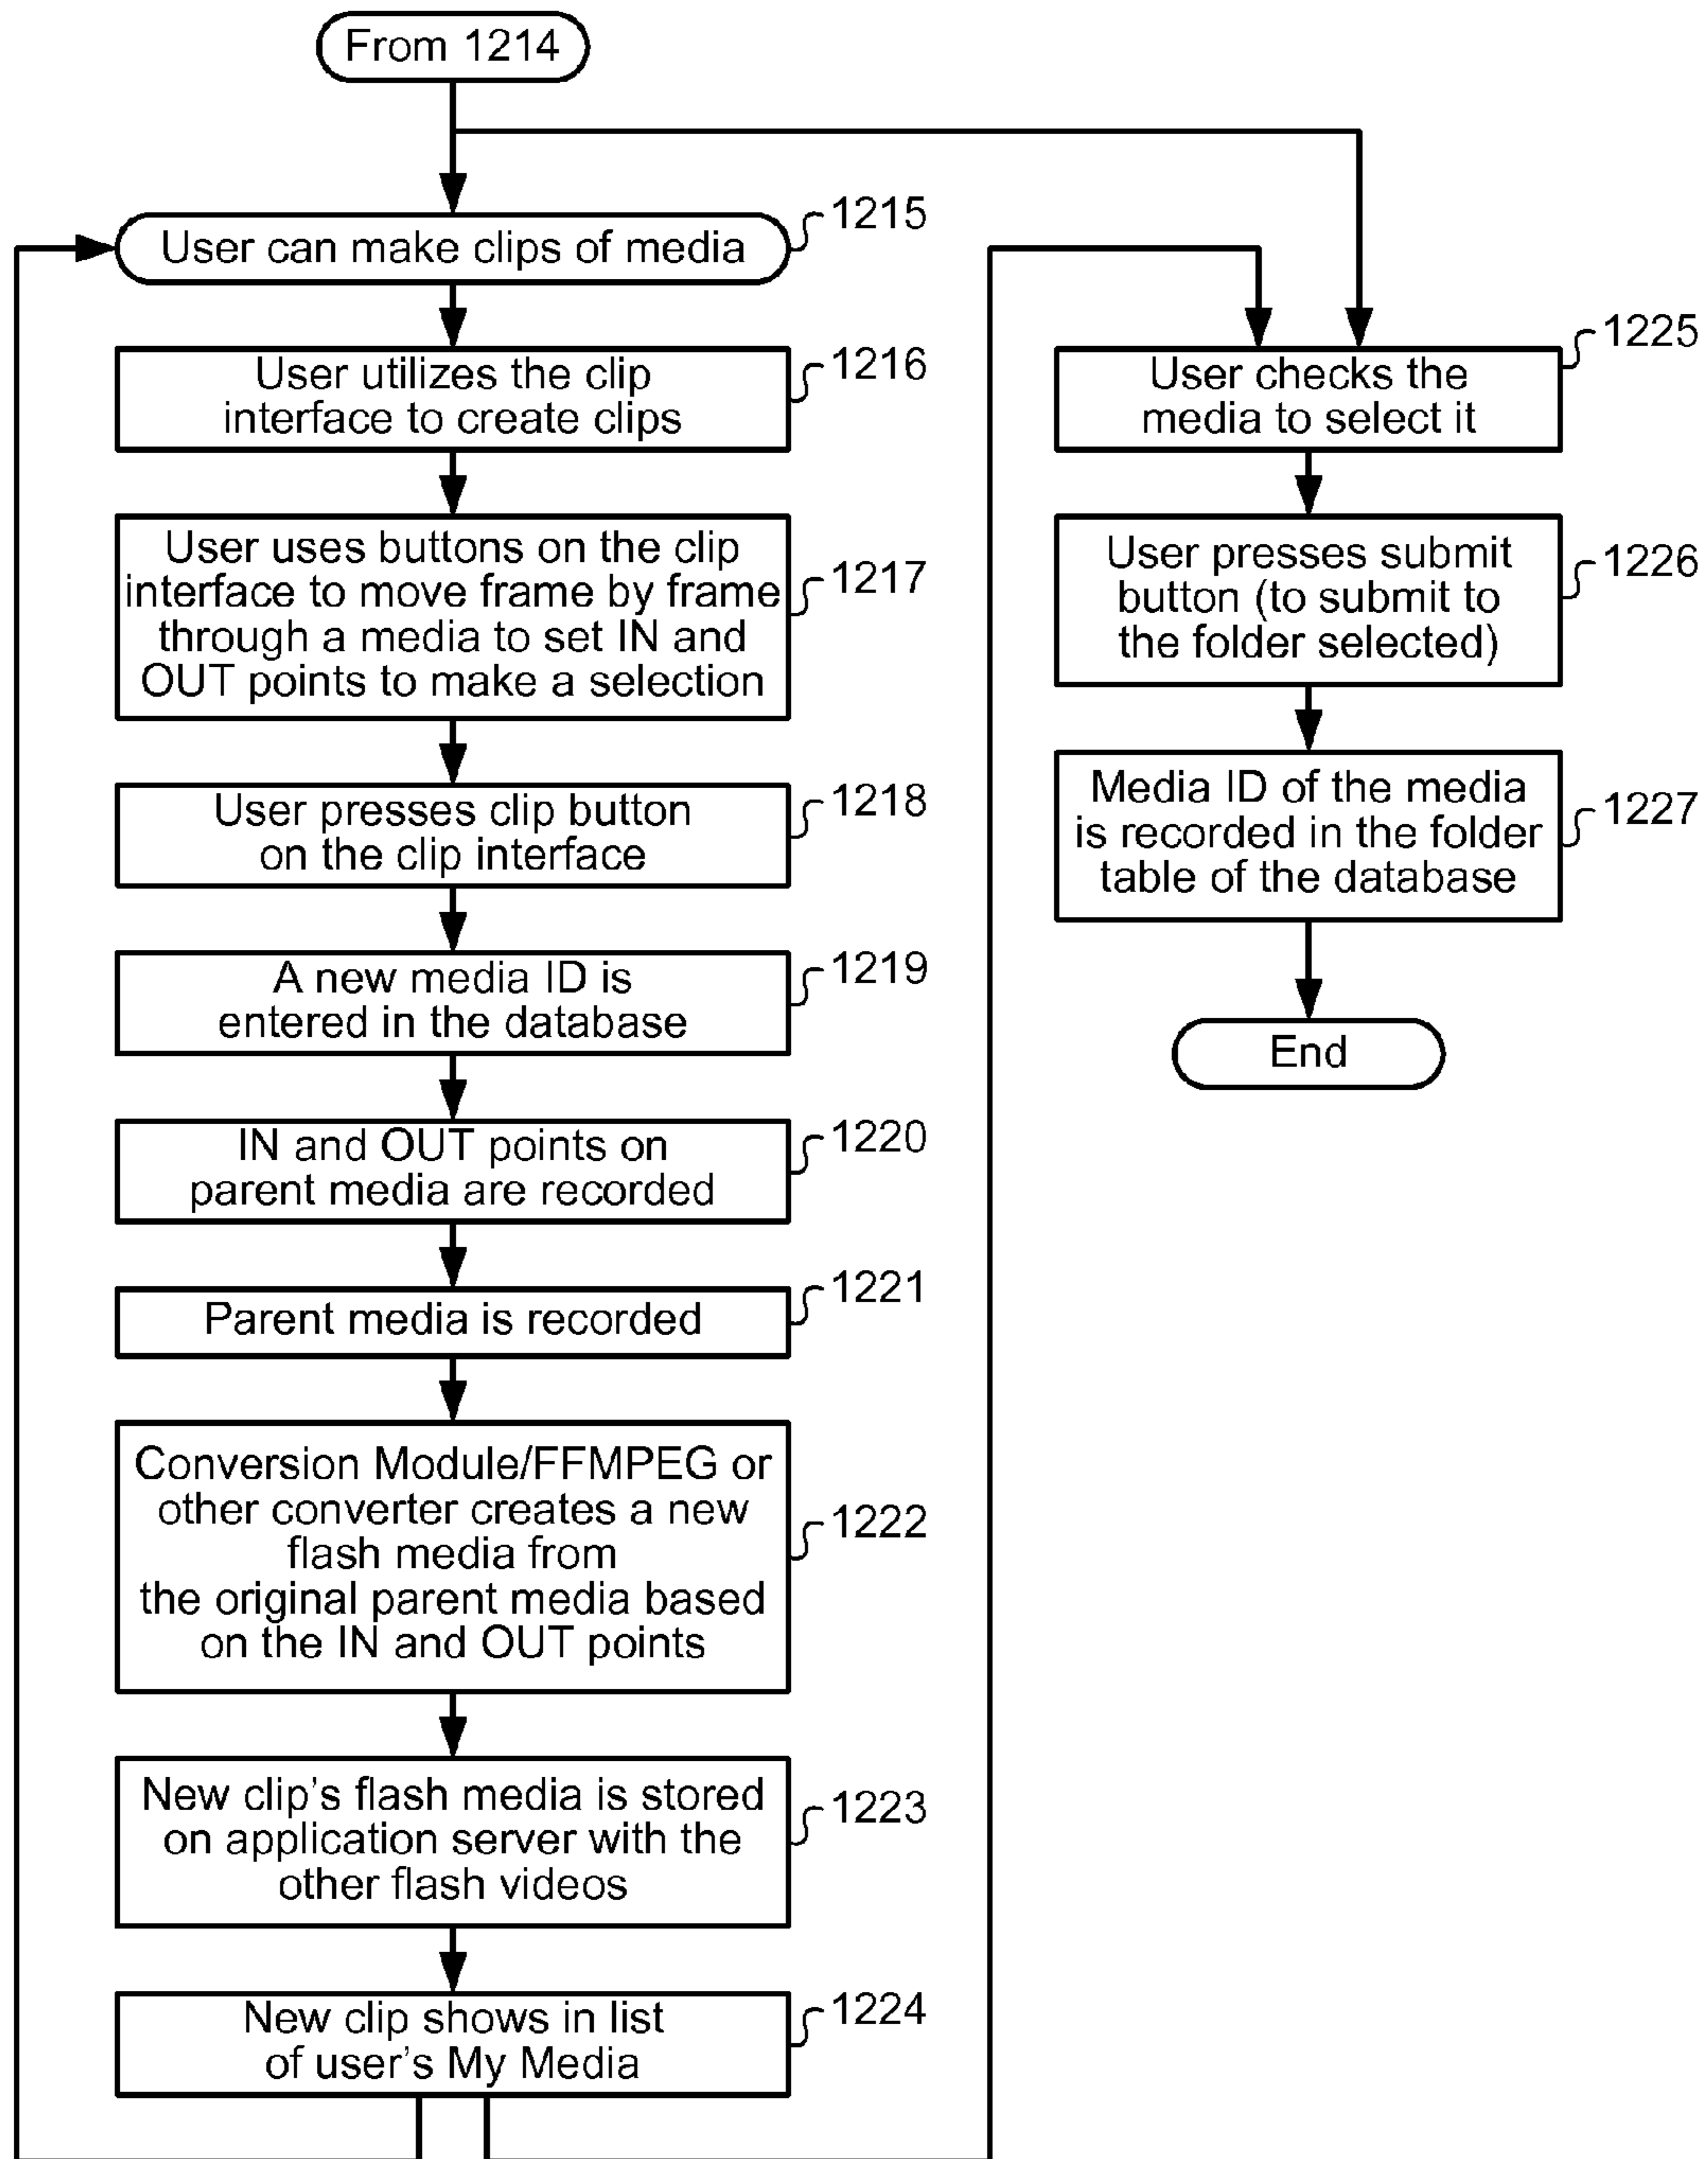 From 1214
User can make clips of media
1215
User utilizes the clip
interface to create clips
1216
User uses buttons on the clip
interface to move frame by frame
through a media to set IN and
OUT points to make a selection
1217
User presses clip button
on the clip interface
1218
A new media ID is
entered in the database
1219
IN and OUT points on
parent media are recorded
1220
Parent media is recorded
1221
Conversion Module/FFMPEG or
other converter creates a new
flash media from
the original parent media based
on the IN and OUT points
1222
New clip's flash media is stored
on application server with the
other flash videos
1223
New clip shows in list
of user's My Media
1224
User checks the
media to select it
1225
User presses submit
button (to submit to
the folder selected)
1226
Media ID of the media
is recorded in the folder
table of the database
1227
End